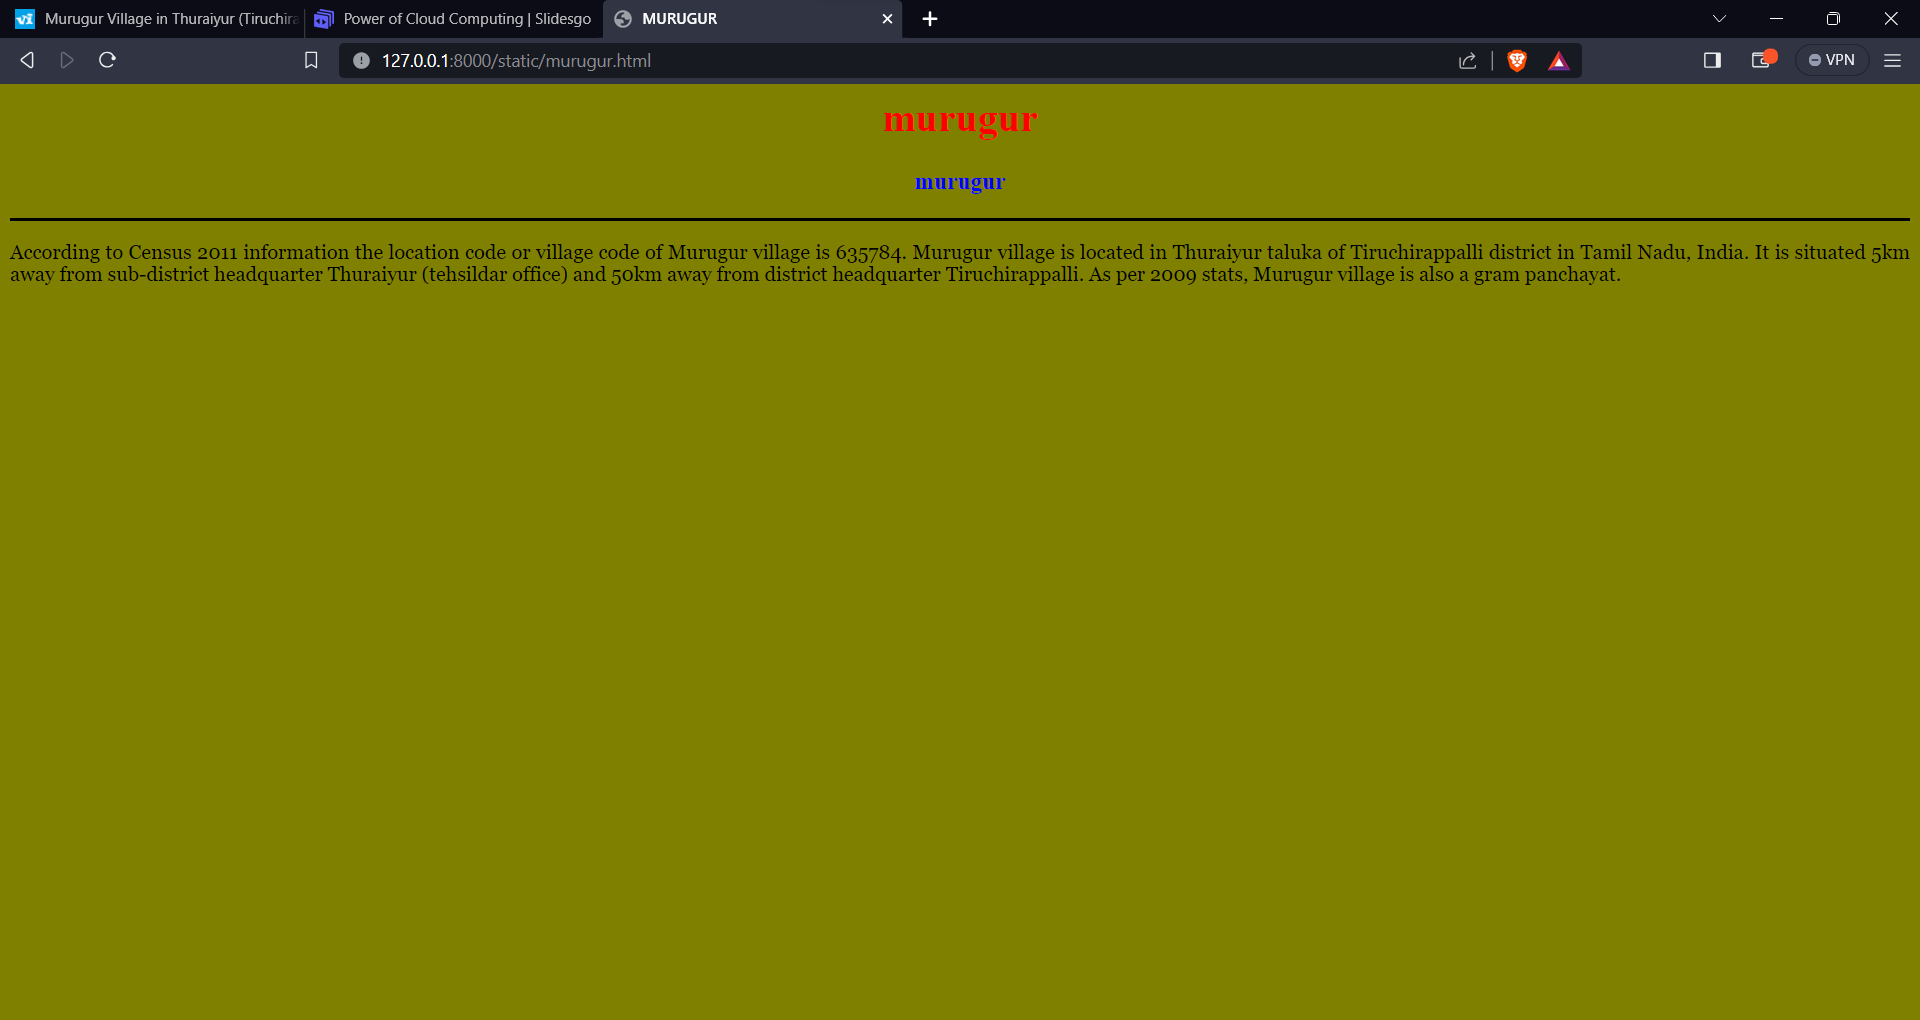 Murugur Village in Thuraiyur (Tiruchira
Power of Cloud Computing | Slidesgo
MURUGUR
127.0.0.1:8000/static/murugur.html
VPN
murugur
murugur
According to Census 2011 information the location code or village code of Murugur village is 635784. Murugur village is located in Thuraiyur taluka of Tiruchirappalli district in Tamil Nadu, India. It is situated 5km
away from sub-district headquarter Thuraiyur (tehsildar office) and 50km away from district headquarter Tiruchirappalli. As per 2009 stats, Murugur village is also a gram panchayat.